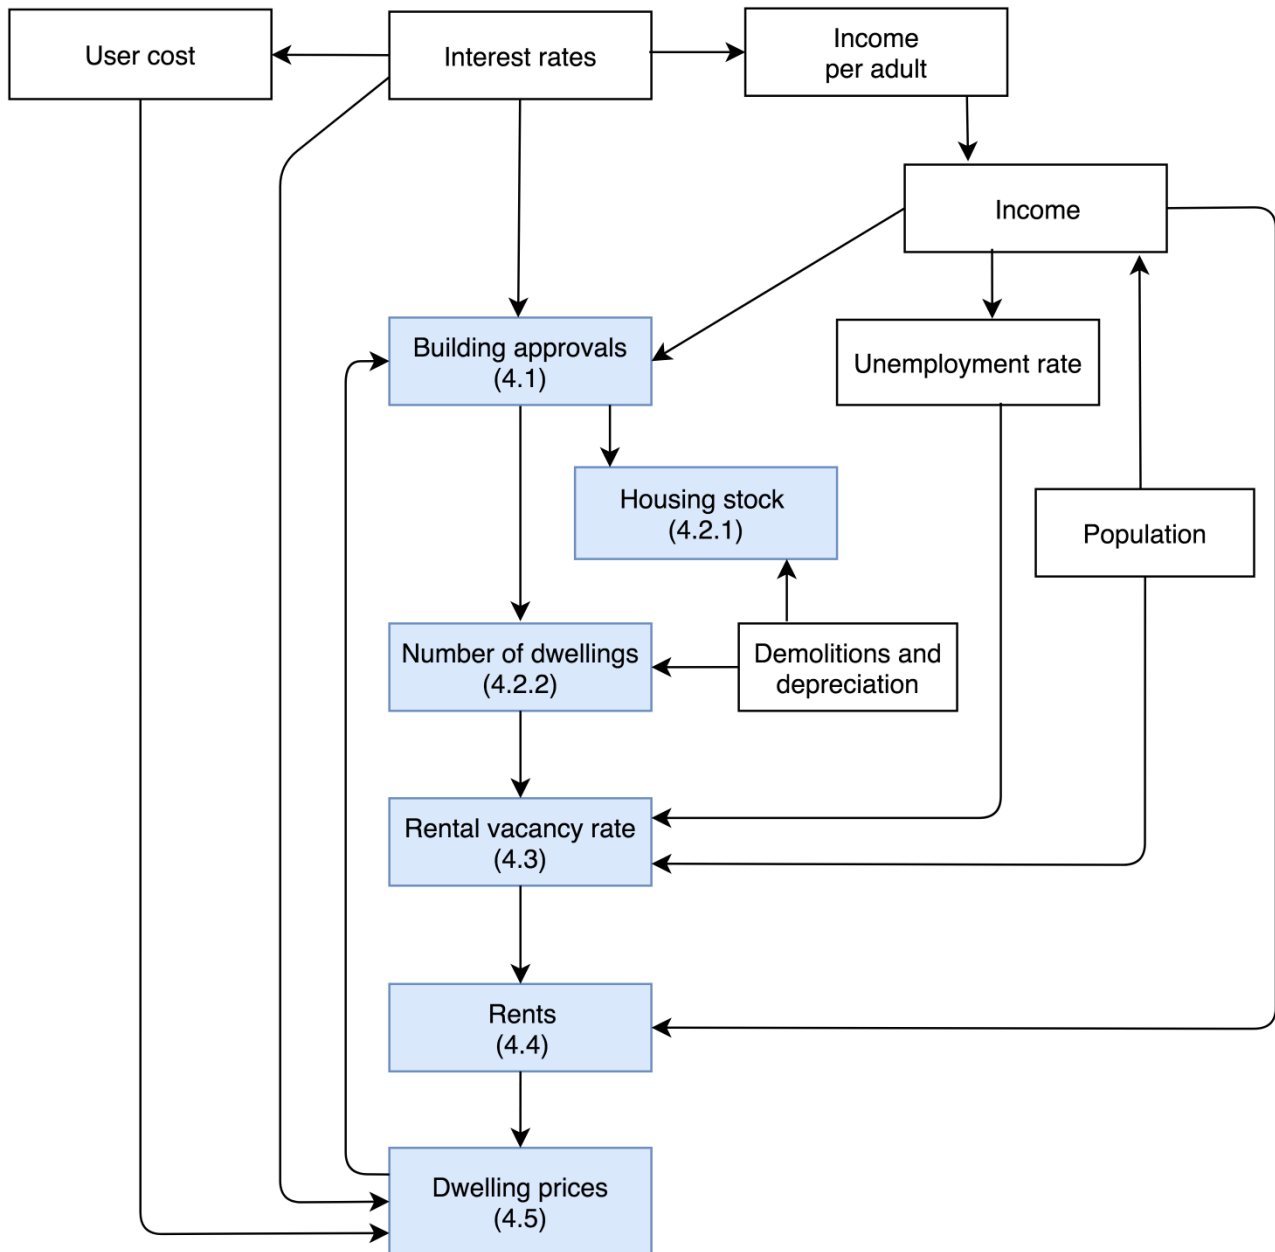 User cost
Interest rates
Income
per adult
Income
Building approvals
(4.1)
Unemployment rate
Housing stock
(4.2.1)
Population
Number of dwellings
(4.2.2)
Demolitions and
depreciation
Rental vacancy rate
(4.3)
Rents
(4.4)
Dwelling prices
(4.5)